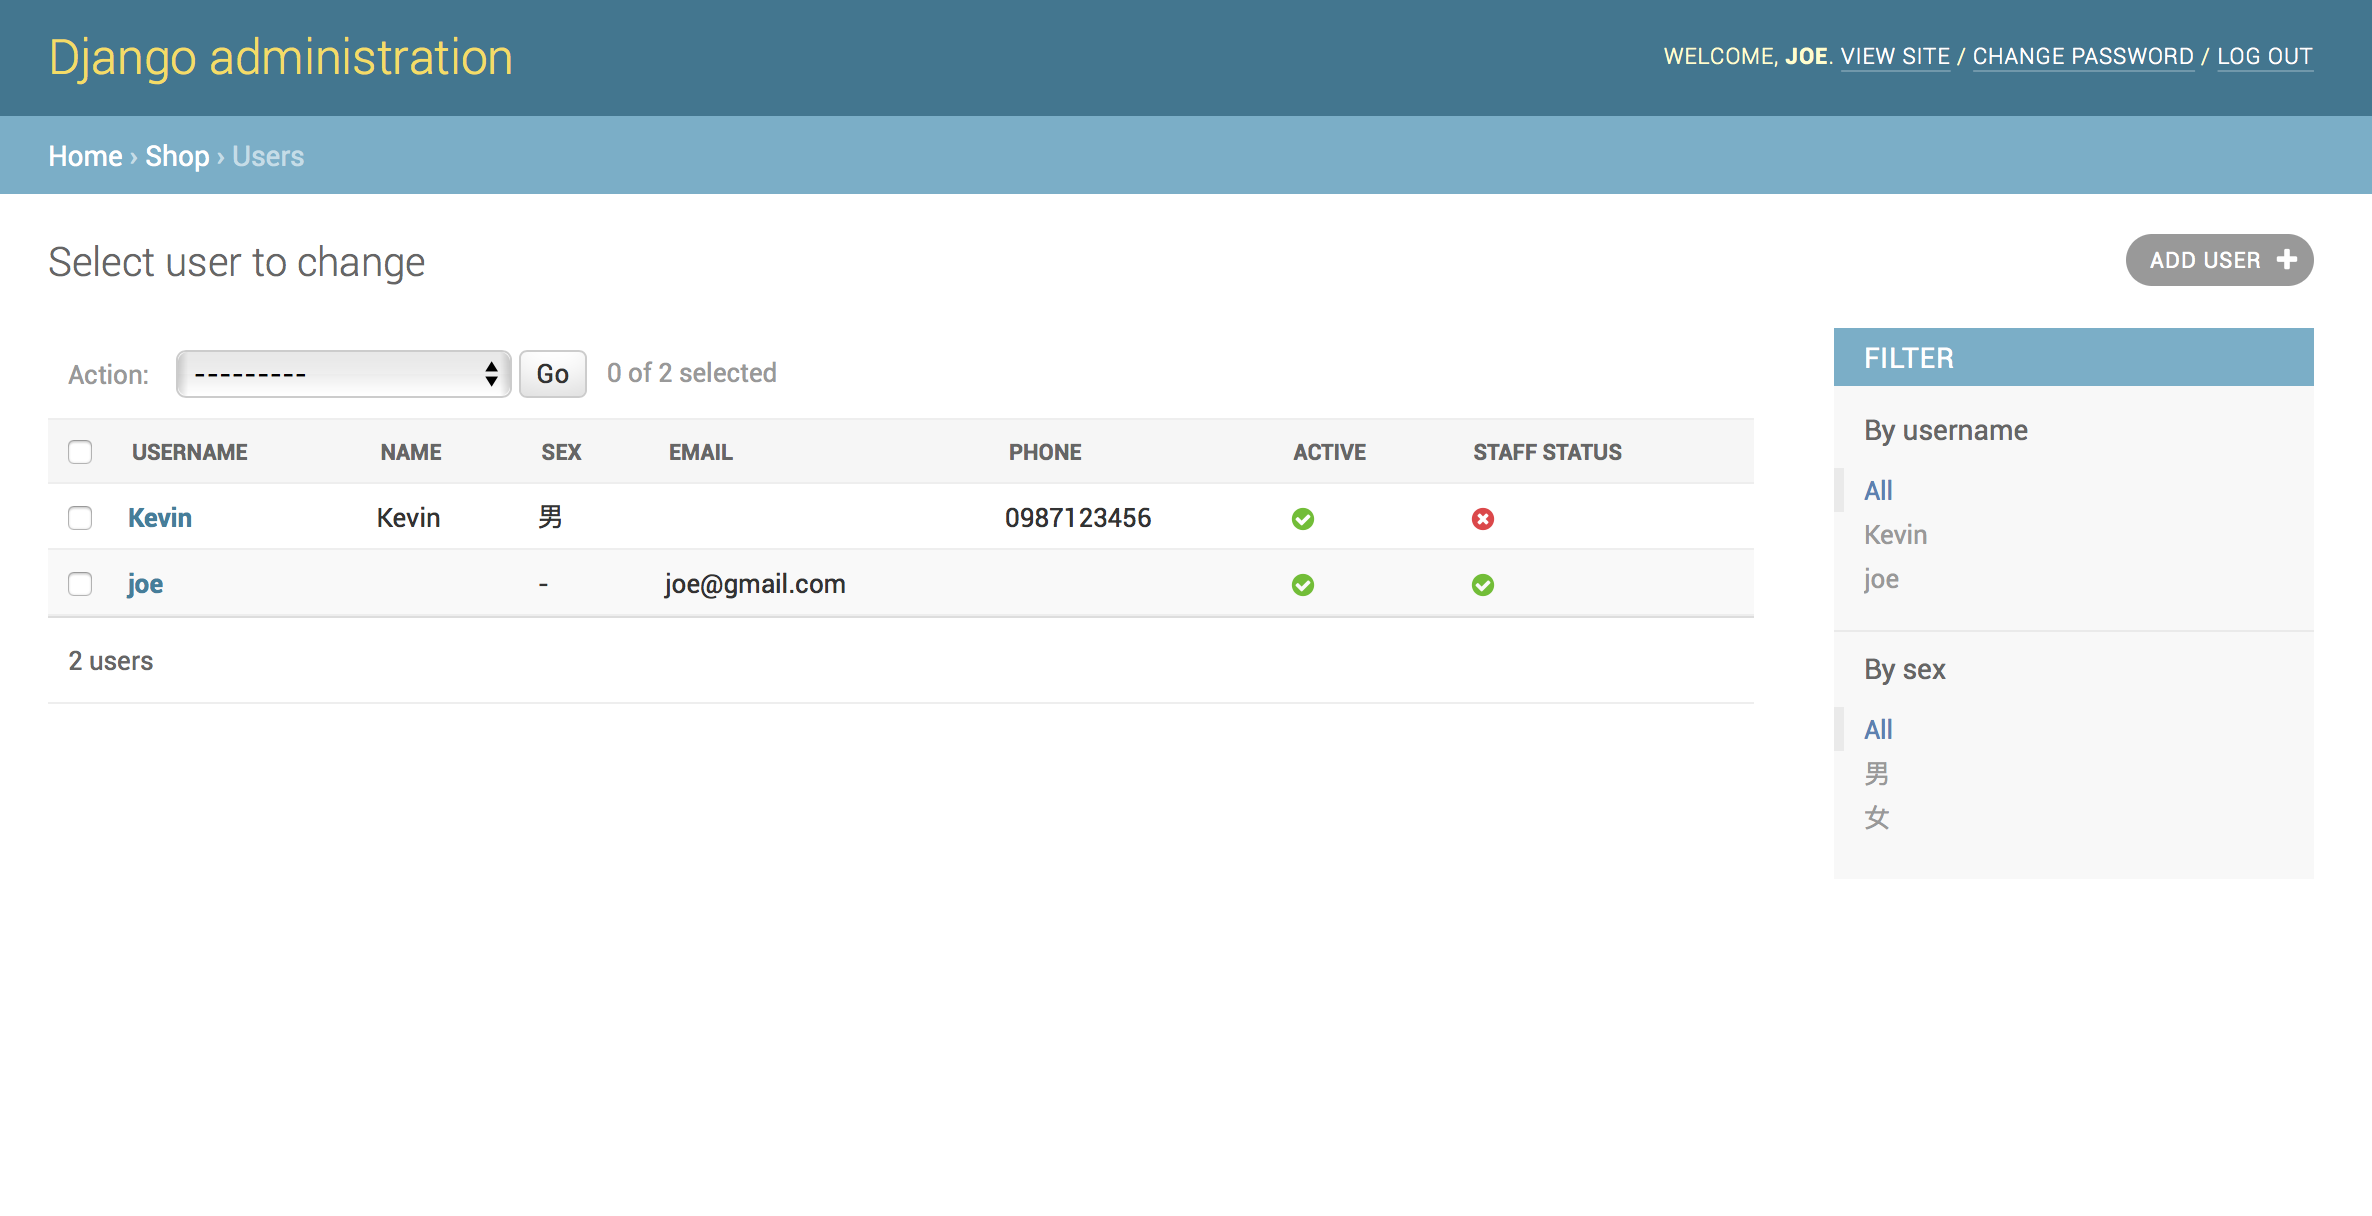 Django administration
WELCOME, JOE. VIEW SITE / CHANGE PASSWORD / LOG OUT
Home › Shop › Users
Select user to change
ADD USER
Action: --------- Go 0 of 2 selected
USERNAME NAME SEX EMAIL PHONE ACTIVE STAFF STATUS
Kevin Kevin 男 0987123456
joe - joe@gmail.com
2 users
FILTER
By username
All
Kevin
joe
By sex
All
男
女